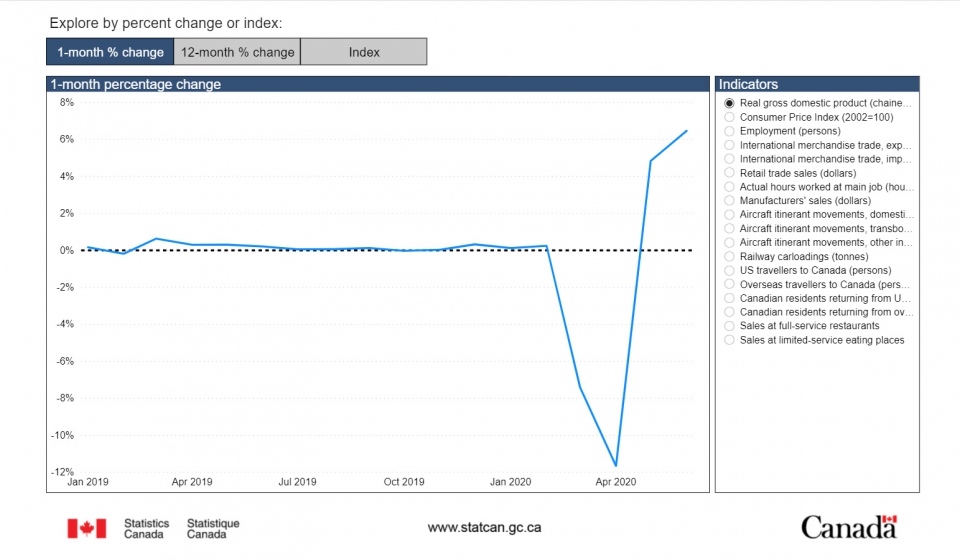 Explore by percent change or index:
1-month % change 12-month % change Index
1-month percentage change
8%
6%
4%
2%
0%
-2%
-4%
-6%
-8%
-10%
-12%
Jan 2019 Apr 2019 Jul 2019 Oct 2019 Jan 2020 Apr 2020
Indicators
Real gross domestic product (chaine...
Consumer Price Index (2002=100)
Employment (persons)
International merchandise trade, exp...
International merchandise trade, imp...
Retail trade sales (dollars)
Actual hours worked at main job (hou...
Manufacturers' sales (dollars)
Aircraft itinerant movements, domesti...
Aircraft itinerant movements, transbo...
Aircraft itinerant movements, other in...
Railway carloadings (tonnes)
US travellers to Canada (persons)
Overseas travellers to Canada (pers...
Canadian residents returning from U...
Canadian residents returning from ov...
Sales at full-service restaurants
Sales at limited-service eating places
Statistics Statistique
Canada Canada
www.statcan.gc.ca
Canada